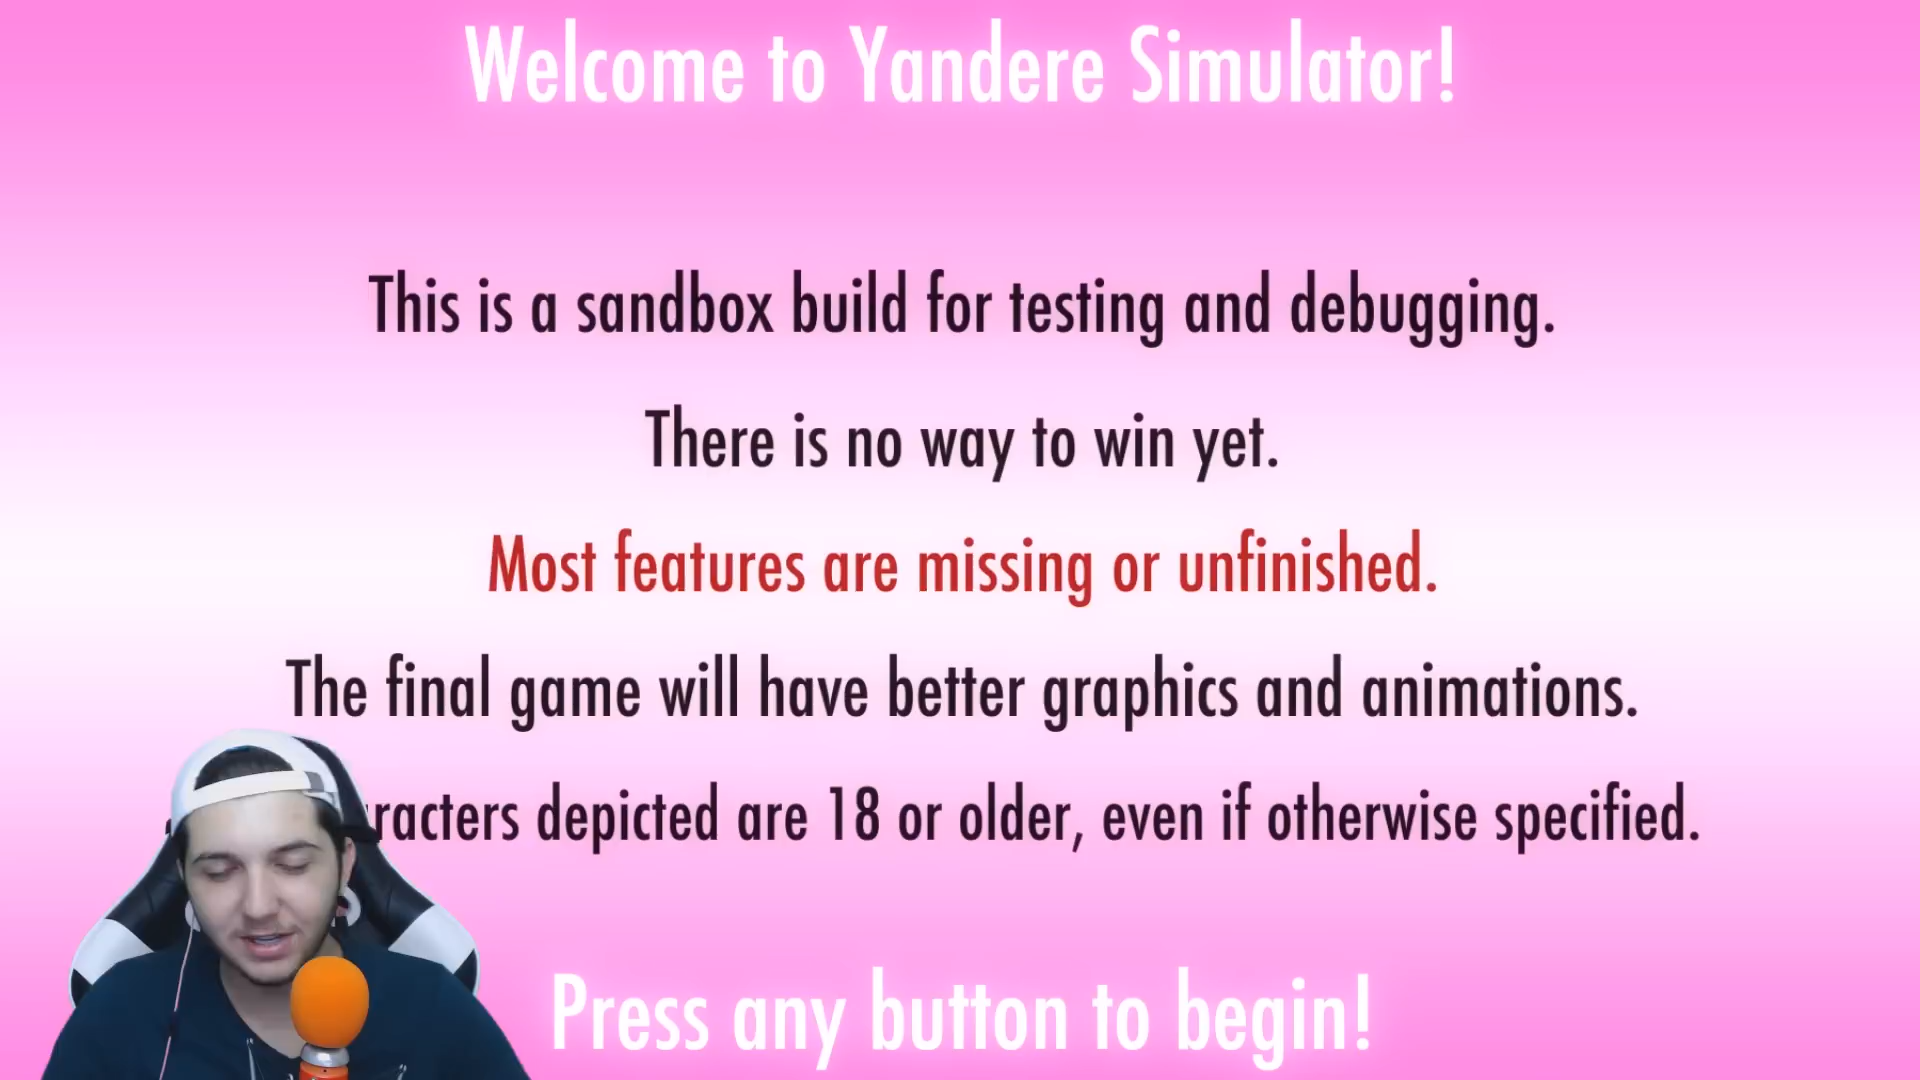 Welcome to Yandere Simulator!
This is a sandbox build for testing and debugging.
There is no way to win yet.
Most features are missing or unfinished.
The final game will have better graphics and animations.
depicted are 18 or older, even if otherwise specified.
Press any button to begin!